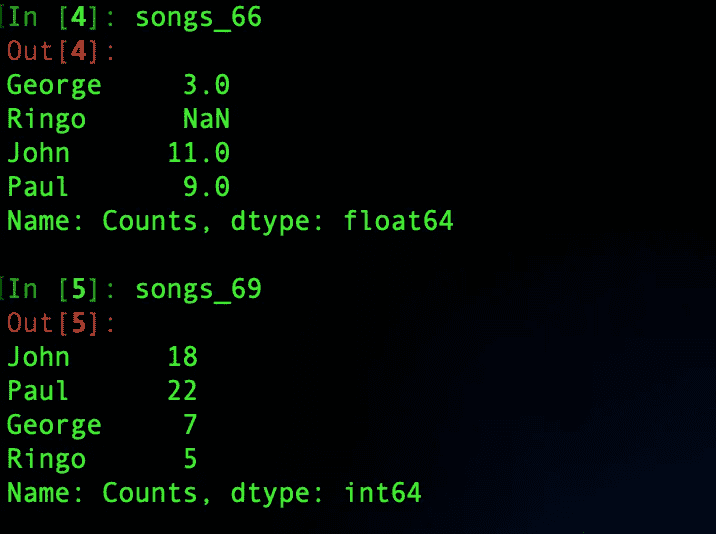 In [4]: songs_66
Out[4]:
George     3.0
Ringo      NaN
John      11.0
Paul       9.0
Name: Counts, dtype: float64
In [5]: songs_69
Out[5]:
John      18
Paul      22
George     7
Ringo      5
Name: Counts, dtype: int64